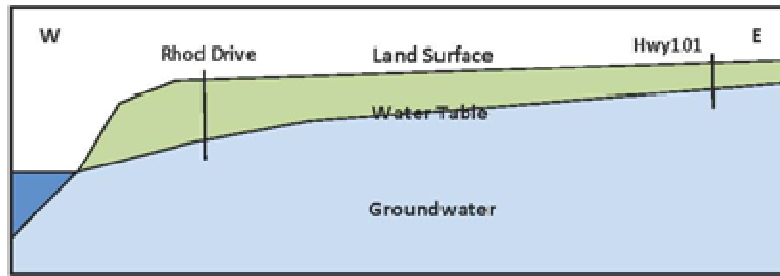 W
E
Rhod Drive
Land Surface
Hwy101
Water Table
Groundwater